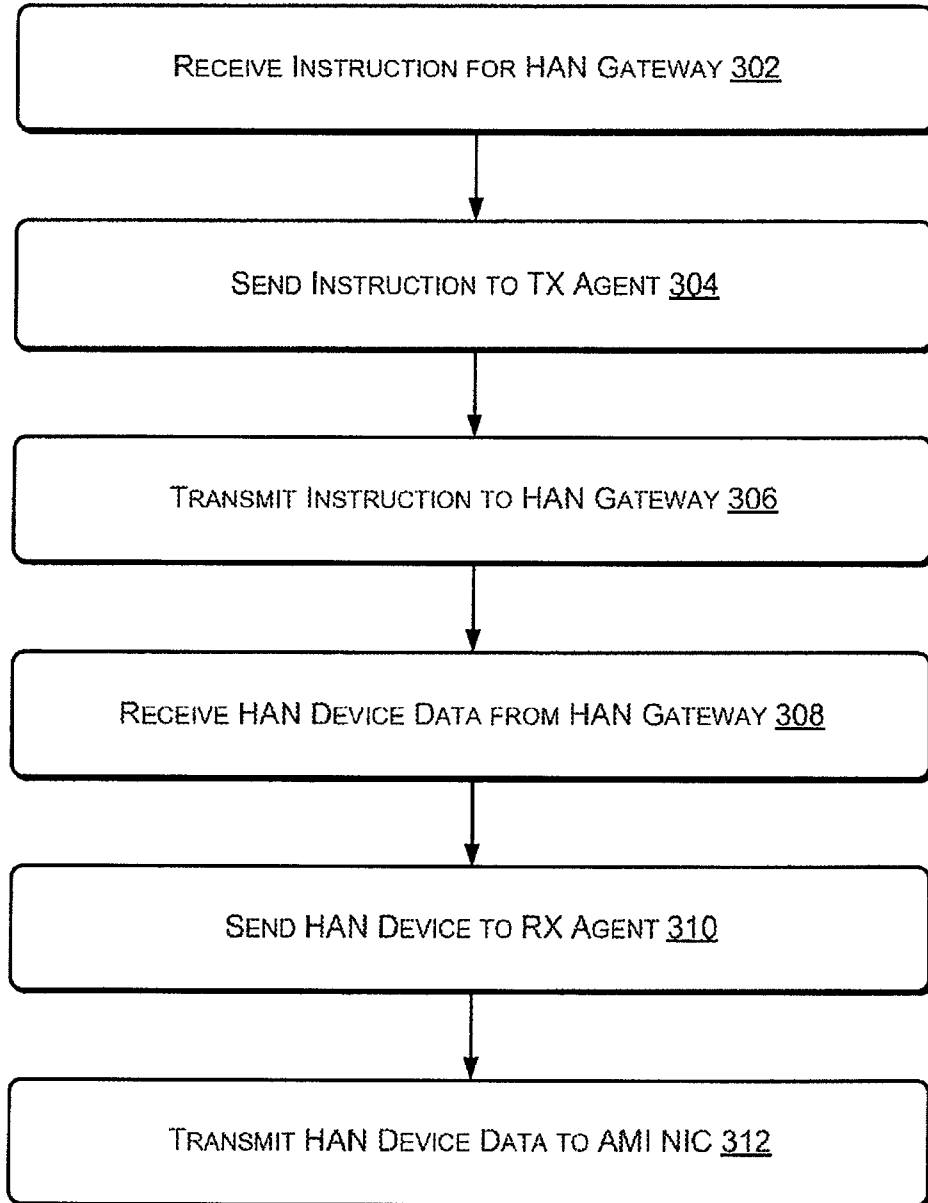 RECEIVE INSTRUCTION FOR HAN GATEWAY 302
SEND INSTRUCTION TO TX AGENT 304
TRANSMIT INSTRUCTION TO HAN GATEWAY 306
RECEIVE HAN DEVICE DATA FROM HAN GATEWAY 308
SEND HAN DEVICE TO RX AGENT 310
TRANSMIT HAN DEVICE DATA TO AMI NIC 312